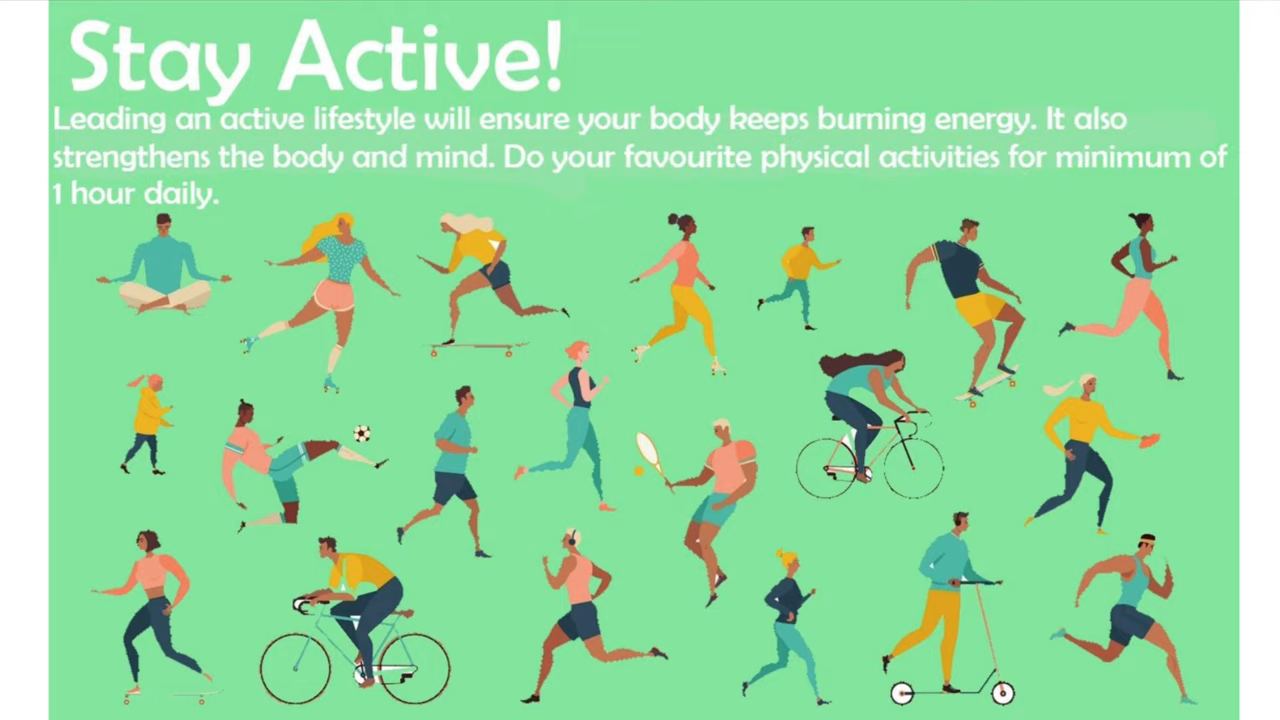 Stay Active!
Leading an active lifestyle will ensure your body keeps burning energy. It also
strengthens the body and mind. Do your favourite physical activities for minimum of
1 hour daily.